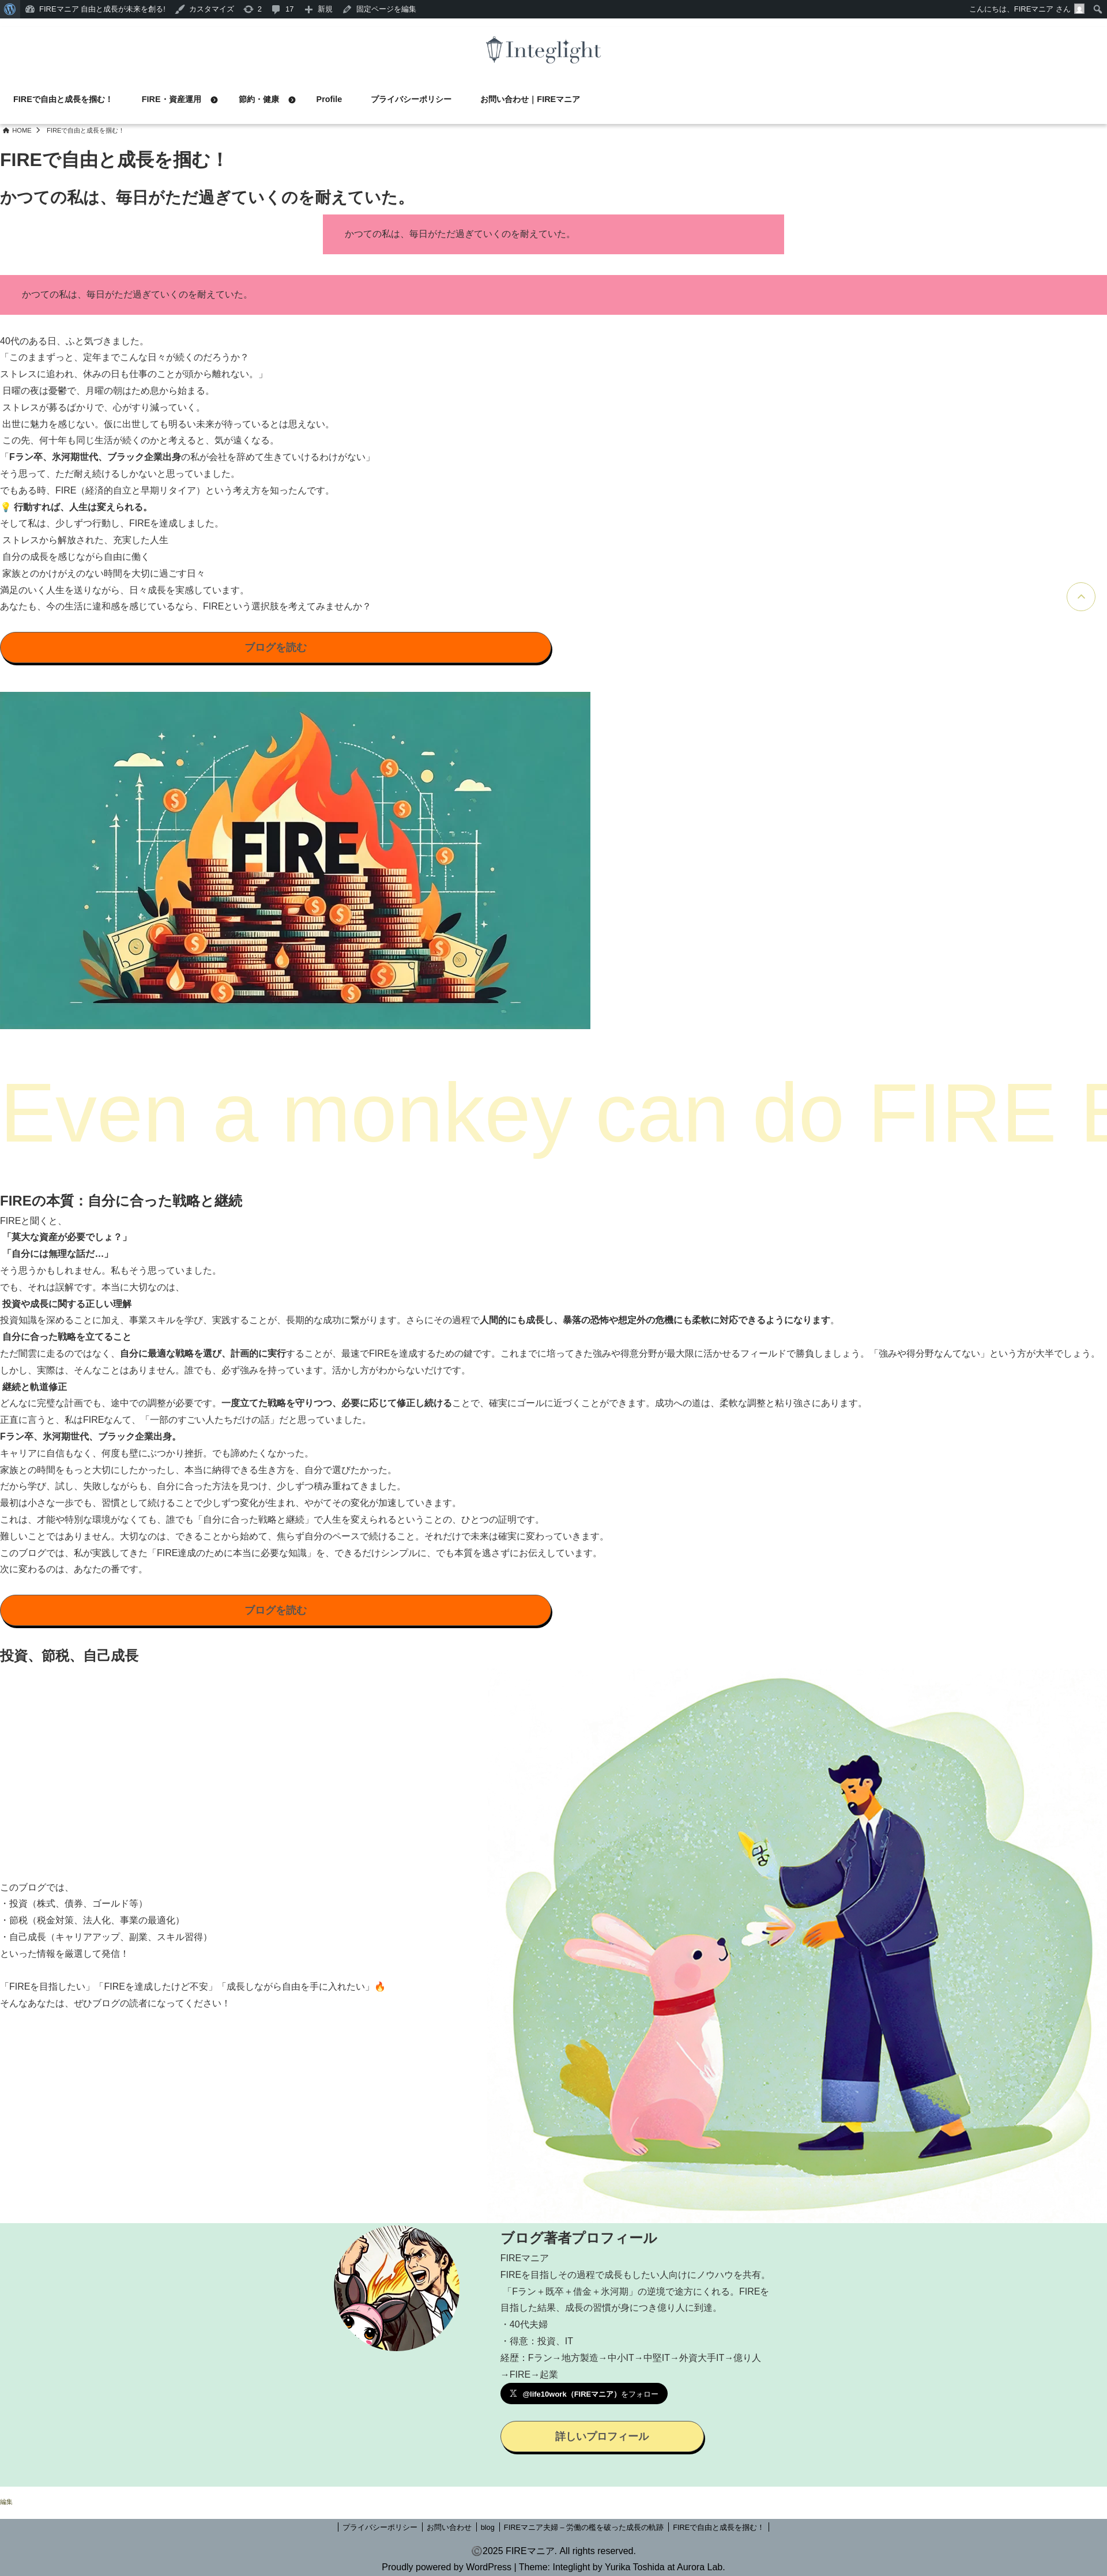 FIREマニア 自由と成長が未来を創る!
カスタマイズ
2
17
新規
固定ページを編集
こんにちは、FIREマニア さん
Integlight
FIREで自由と成長を掴む！
FIRE・資産運用
節約・健康
Profile
プライバシーポリシー
お問い合わせ｜FIREマニア
HOME
FIREで自由と成長を掴む！
FIREで自由と成長を掴む！
かつての私は、毎日がただ過ぎていくのを耐えていた。
かつての私は、毎日がただ過ぎていくのを耐えていた。
かつての私は、毎日がただ過ぎていくのを耐えていた。
40代のある日、ふと気づきました。
「このままずっと、定年までこんな日々が続くのだろうか？
ストレスに追われ、休みの日も仕事のことが頭から離れない。」
日曜の夜は憂鬱で、月曜の朝はため息から始まる。
ストレスが募るばかりで、心がすり減っていく。
出世に魅力を感じない。仮に出世しても明るい未来が待っているとは思えない。
この先、何十年も同じ生活が続くのかと考えると、気が遠くなる。
「Fラン卒、氷河期世代、ブラック企業出身の私が会社を辞めて生きていけるわけがない」
そう思って、ただ耐え続けるしかないと思っていました。
でもある時、FIRE（経済的自立と早期リタイア）という考え方を知ったんです。
💡 行動すれば、人生は変えられる。
そして私は、少しずつ行動し、FIREを達成しました。
ストレスから解放された、充実した人生
自分の成長を感じながら自由に働く
家族とのかけがえのない時間を大切に過ごす日々
満足のいく人生を送りながら、日々成長を実感しています。
あなたも、今の生活に違和感を感じているなら、FIREという選択肢を考えてみませんか？
ブログを読む
FIRE
Even a monkey can do FIRE E
FIREの本質：自分に合った戦略と継続
FIREと聞くと、
「莫大な資産が必要でしょ？」
「自分には無理な話だ…」
そう思うかもしれません。私もそう思っていました。
でも、それは誤解です。本当に大切なのは、
投資や成長に関する正しい理解
投資知識を深めることに加え、事業スキルを学び、実践することが、長期的な成功に繋がります。さらにその過程で人間的にも成長し、暴落の恐怖や想定外の危機にも柔軟に対応できるようになります。
自分に合った戦略を立てること
ただ闇雲に走るのではなく、自分に最適な戦略を選び、計画的に実行することが、最速でFIREを達成するための鍵です。これまでに培ってきた強みや得意分野が最大限に活かせるフィールドで勝負しましょう。「強みや得分野なんてない」という方が大半でしょう。
しかし、実際は、そんなことはありません。誰でも、必ず強みを持っています。活かし方がわからないだけです。
継続と軌道修正
どんなに完璧な計画でも、途中での調整が必要です。一度立てた戦略を守りつつ、必要に応じて修正し続けることで、確実にゴールに近づくことができます。成功への道は、柔軟な調整と粘り強さにあります。
正直に言うと、私はFIREなんて、「一部のすごい人たちだけの話」だと思っていました。
Fラン卒、氷河期世代、ブラック企業出身。
キャリアに自信もなく、何度も壁にぶつかり挫折。でも諦めたくなかった。
家族との時間をもっと大切にしたかったし、本当に納得できる生き方を、自分で選びたかった。
だから学び、試し、失敗しながらも、自分に合った方法を見つけ、少しずつ積み重ねてきました。
最初は小さな一歩でも、習慣として続けることで少しずつ変化が生まれ、やがてその変化が加速していきます。
これは、才能や特別な環境がなくても、誰でも「自分に合った戦略と継続」で人生を変えられるということの、ひとつの証明です。
難しいことではありません。大切なのは、できることから始めて、焦らず自分のペースで続けること。それだけで未来は確実に変わっていきます。
このブログでは、私が実践してきた「FIRE達成のために本当に必要な知識」を、できるだけシンプルに、でも本質を逃さずにお伝えしています。
次に変わるのは、あなたの番です。
ブログを読む
投資、節税、自己成長
このブログでは、
・投資（株式、債券、ゴールド等）
・節税（税金対策、法人化、事業の最適化）
・自己成長（キャリアアップ、副業、スキル習得）
といった情報を厳選して発信！
「FIREを目指したい」「FIREを達成したけど不安」「成長しながら自由を手に入れたい」🔥
そんなあなたは、ぜひブログの読者になってください！
ブログ著者プロフィール
FIREマニア
FIREを目指しその過程で成長もしたい人向けにノウハウを共有。
「Fラン＋既卒＋借金＋氷河期」の逆境で途方にくれる。FIREを
目指した結果、成長の習慣が身につき億り人に到達。
・40代夫婦
・得意：投資、IT
経歴：Fラン→地方製造→中小IT→中堅IT→外資大手IT→億り人
→FIRE→起業
𝕏 @life10work（FIREマニア）をフォロー
詳しいプロフィール
編集
プライバシーポリシー
お問い合わせ
blog
FIREマニア夫婦 – 労働の檻を破った成長の軌跡
FIREで自由と成長を掴む！
©2025 FIREマニア. All rights reserved.
Proudly powered by WordPress | Theme: Integlight by Yurika Toshida at Aurora Lab.